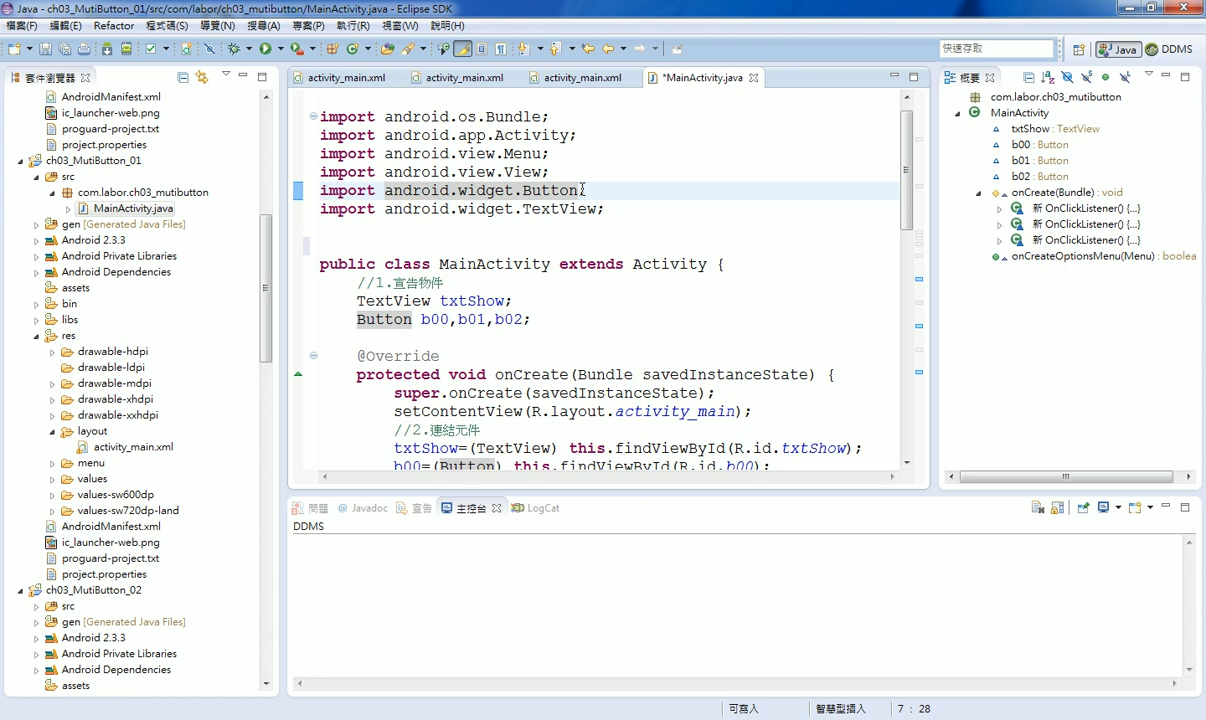 Java - ch03_MutiButton_01/src/com/labor/ch03_mutibutton/MainActivity.java - Eclipse SDK
檔案(F) 編輯(E) Refactor 程式碼(S) 導覽(N) 搜尋(A) 專案(P) 執行(R) 視窗(W) 說明(H)
快速存取
Java
DDMS
套件瀏覽器
AndroidManifest.xml
ic_launcher-web.png
proguard-project.txt
project.properties
ch03_MutiButton_01
src
com.labor.ch03_mutibutton
MainActivity.java
gen [Generated Java Files]
Android 2.3.3
Android Private Libraries
Android Dependencies
assets
bin
libs
res
drawable-hdpi
drawable-ldpi
drawable-mdpi
drawable-xhdpi
drawable-xxhdpi
layout
activity_main.xml
menu
values
values-sw600dp
values-sw720dp-land
AndroidManifest.xml
ic_launcher-web.png
proguard-project.txt
project.properties
ch03_MutiButton_02
src
gen [Generated Java Files]
Android 2.3.3
Android Private Libraries
Android Dependencies
assets
activity_main.xml activity_main.xml activity_main.xml *MainActivity.java
import android.os.Bundle;
import android.app.Activity;
import android.view.Menu;
import android.view.View;
import android.widget.Button;
import android.widget.TextView;
public class MainActivity extends Activity {
//1.宣告物件
TextView txtShow;
Button b00,b01,b02;
@Override
protected void onCreate(Bundle savedInstanceState) {
super.onCreate(savedInstanceState);
setContentView(R.layout.activity_main);
//2.連結元件
txtShow=(TextView) this.findViewById(R.id.txtShow);
b00=(Button) this.findViewById(R.id.b00);
概要
com.labor.ch03_mutibutton
MainActivity
txtShow : TextView
b00 : Button
b01 : Button
b02 : Button
onCreate(Bundle) : void
新 OnClickListener() {...}
新 OnClickListener() {...}
新 OnClickListener() {...}
onCreateOptionsMenu(Menu) : boolea
問題 @ Javadoc 宣告 主控台 LogCat
DDMS
可寫入 智慧型插入 7 : 28